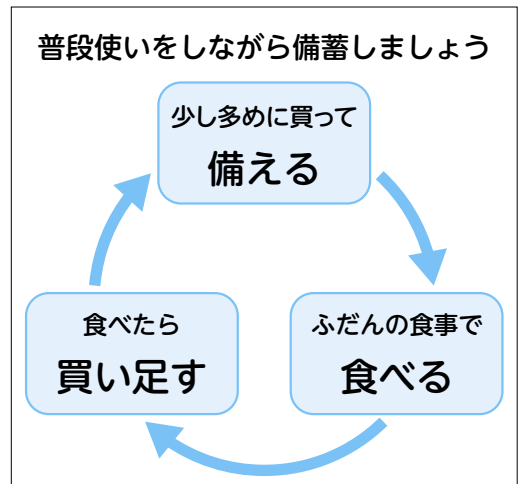 普段使いをしながら備蓄しましょう
少し多めに買って
備える
食べたら
買い足す
ふだんの食事で
食べる